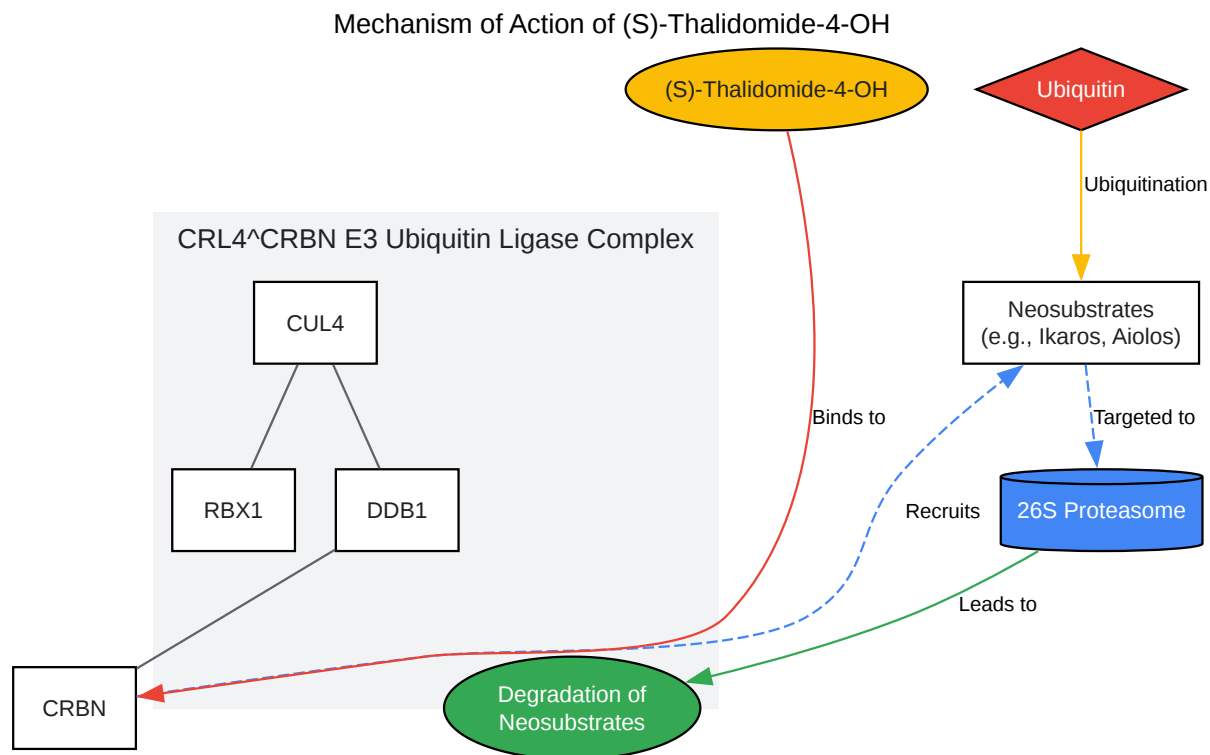 Mechanism of Action of (S)-Thalidomide-4-OH
(S)-Thalidomide-4-OH
Ubiquitin
Ubiquitination
CRL4^CRBN E3 Ubiquitin Ligase Complex
CUL4
Neosubstrates
(e.g., Ikaros, Aiolos)
Binds to
Targeted to
RBX1
DDB1
Recruits
26S Proteasome
Leads to
CRBN
Degradation of
Neosubstrates